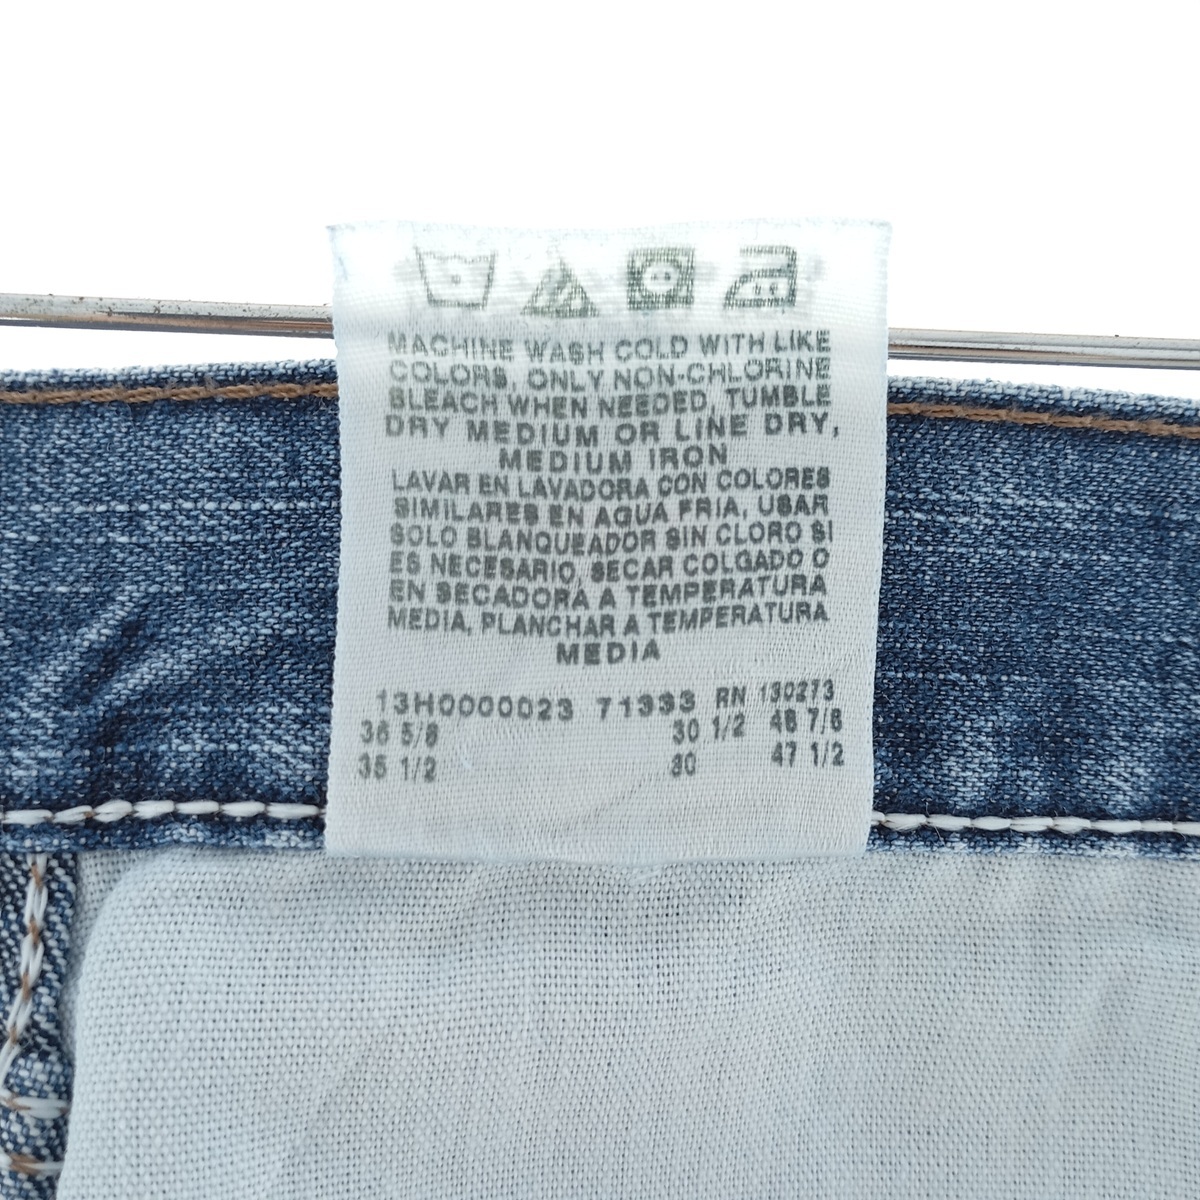 MACHINE WASH COLD WITH LIKE
COLORS, ONLY NON-CHLORINE
BLEACH WHEN NEEDED, TUMBLE
DRY MEDIUM OR LINE DRY,
MEDIUM IRON
LAVAR EN LAVADORA CON COLORES
SIMILARES EN AGUA FRIA, USAR
SOLO BLANQUEADOR SIN CLORO SI
ES NECESARIO, SECAR COLGADO O
EN SECADORA A TEMPERATURA
MEDIA, PLANCHAR A TEMPERATURA
MEDIA
13H0000023 71333 RN 130273
36 5/8 30 1/2 48 7/8
35 1/2 30 47 1/2